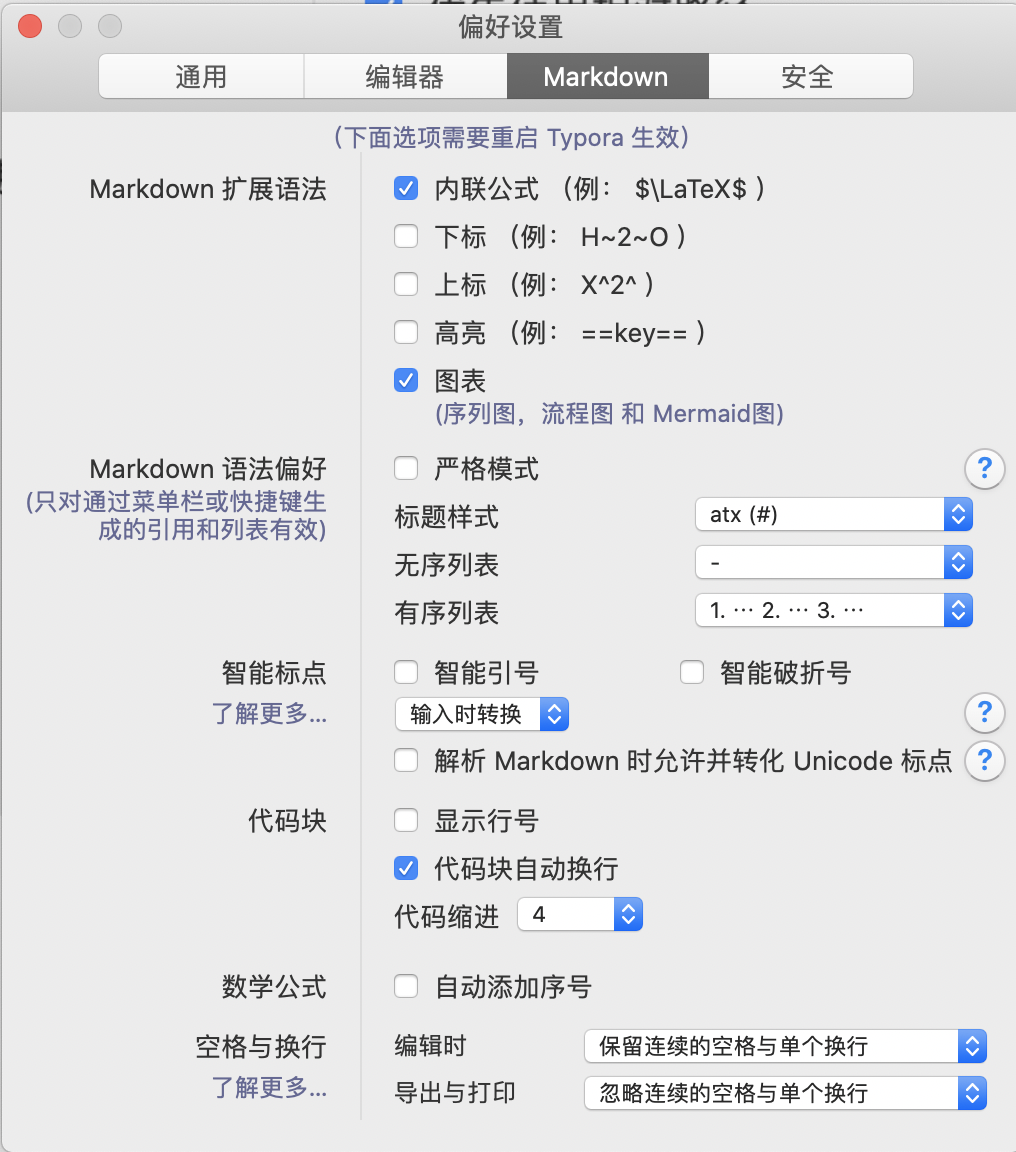 偏好设置
通用 编辑器 Markdown 安全
(下面选项需要重启 Typora 生效)
Markdown 扩展语法
内联公式 （例： $\LaTeX$ ）
下标 （例： H~2~O ）
上标 （例： X^2^ ）
高亮 （例： ==key== ）
图表
(序列图，流程图 和 Mermaid图)
Markdown 语法偏好
(只对通过菜单栏或快捷键生
成的引用和列表有效)
严格模式 ?
标题样式 atx (#)
无序列表 -
有序列表 1. ··· 2. ··· 3. ···
智能标点 智能引号 智能破折号
了解更多... 输入时转换 ?
解析 Markdown 时允许并转化 Unicode 标点 ?
代码块 显示行号
代码块自动换行
代码缩进 4
数学公式 自动添加序号
空格与换行 编辑时 保留连续的空格与单个换行
了解更多... 导出与打印 忽略连续的空格与单个换行